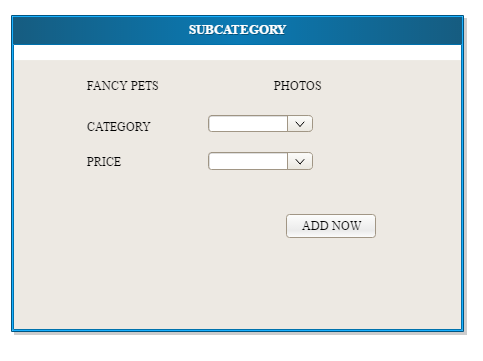 SUBCATEGORY
FANCY PETS PHOTOS
CATEGORY
PRICE
ADD NOW